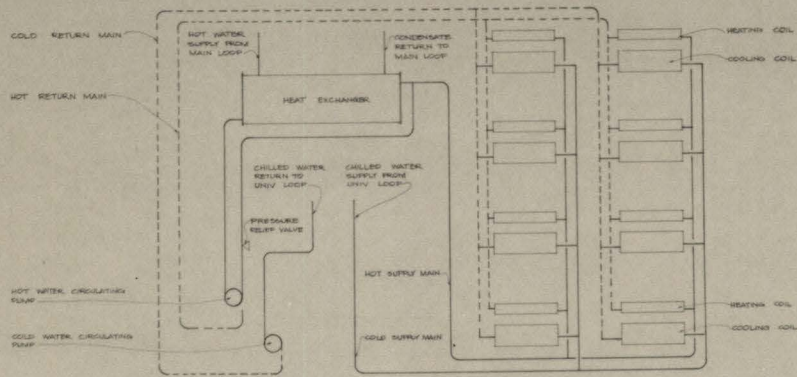 COLD RETURN MAIN
HOT RETURN MAIN
HOT WATER
SUPPLY FROM
MAIN LOOP
CONDENSATE
RETURN TO
MAIN LOOP
HEAT EXCHANGER
CHILLED WATER
RETURN TO
UNIV LOOP
CHILLED WATER
SUPPLY FROM
UNIV LOOP
PRESSURE
RELIEF VALVE
HOT WATER CIRCULATING
PUMP
COLD WATER CIRCULATING
PUMP
HOT SUPPLY MAIN
COLD SUPPLY MAIN
HEATING COIL
COOLING COIL
HEATING COIL
COOLING COIL